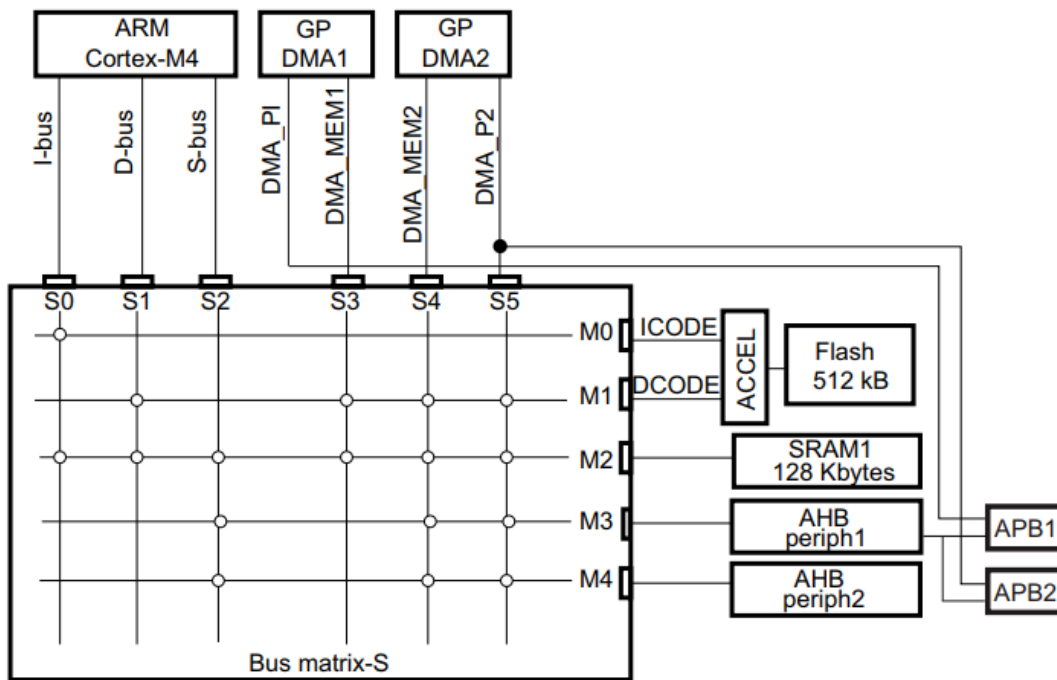 ARM
Cortex-M4
GP
DMA1
GP
DMA2
I-bus
D-bus
S-bus
DMA_PI
DMA_MEM1
DMA_MEM2
DMA_P2
S0
S1
S2
S3
S4
S5
M0
ICODE
M1
DCODE
ACCEL
Flash
512 kB
M2
SRAM1
128 Kbytes
M3
AHB
periph1
APB1
M4
AHB
periph2
APB2
Bus matrix-S